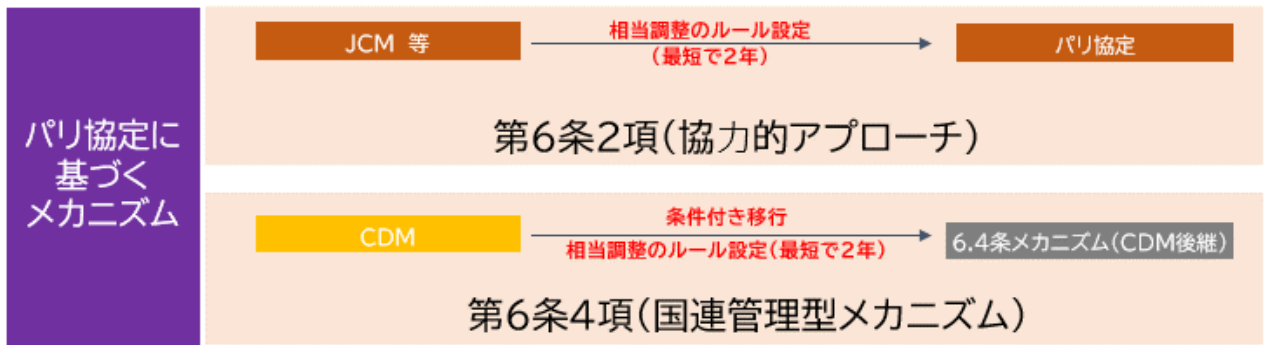 パリ協定に
基づく
メカニズム
JCM 等
相当調整のルール設定
(最短で2年)
パリ協定
第6条2項(協力的アプローチ)
CDM
条件付き移行
相当調整のルール設定(最短で2年)
6.4条メカニズム(CDM後継)
第6条4項(国連管理型メカニズム)